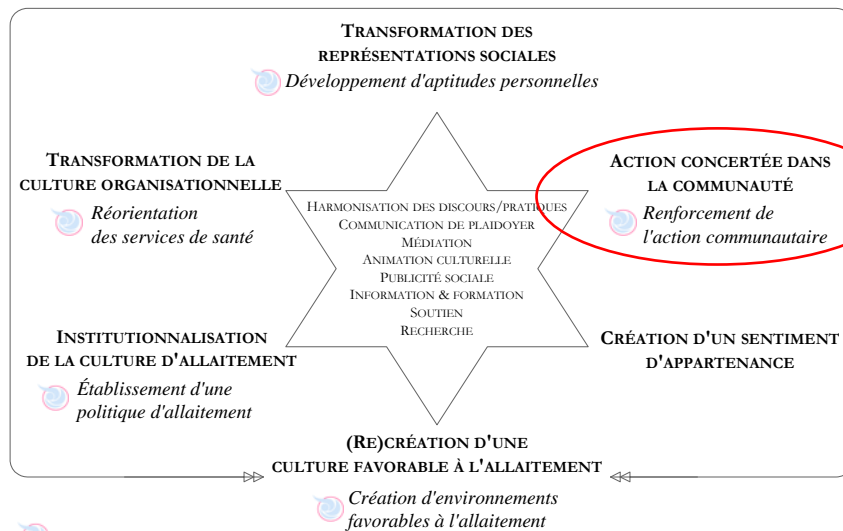 TRANSFORMATION DES
REPRÉSENTATIONS SOCIALES
Développement d'aptitudes personnelles
TRANSFORMATION DE LA
CULTURE ORGANISATIONNELLE
Réorientation
des services de santé
ACTION CONCERTÉE DANS
LA COMMUNAUTÉ
Renforcement de
l'action communautaire
HARMONISATION DES DISCOURS/PRATIQUES
COMMUNICATION DE PLAIDOYER
MÉDIATION
ANIMATION CULTURELLE
PUBLICITÉ SOCIALE
INFORMATION & FORMATION
SOUTIEN
RECHERCHE
INSTITUTIONNALISATION
DE LA CULTURE D'ALLAITEMENT
Établissement d'une
politique d'allaitement
CRÉATION D'UN SENTIMENT
D'APPARTENANCE
(RE)CRÉATION D'UNE
CULTURE FAVORABLE À L'ALLAITEMENT
Création d'environnements
favorables à l'allaitement